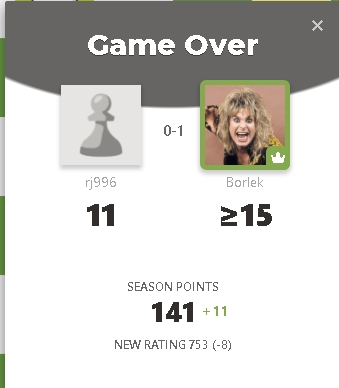 Game Over
×
0-1
rj996
Borlek
11
≥15
SEASON POINTS
141 +11
NEW RATING 753 (-8)